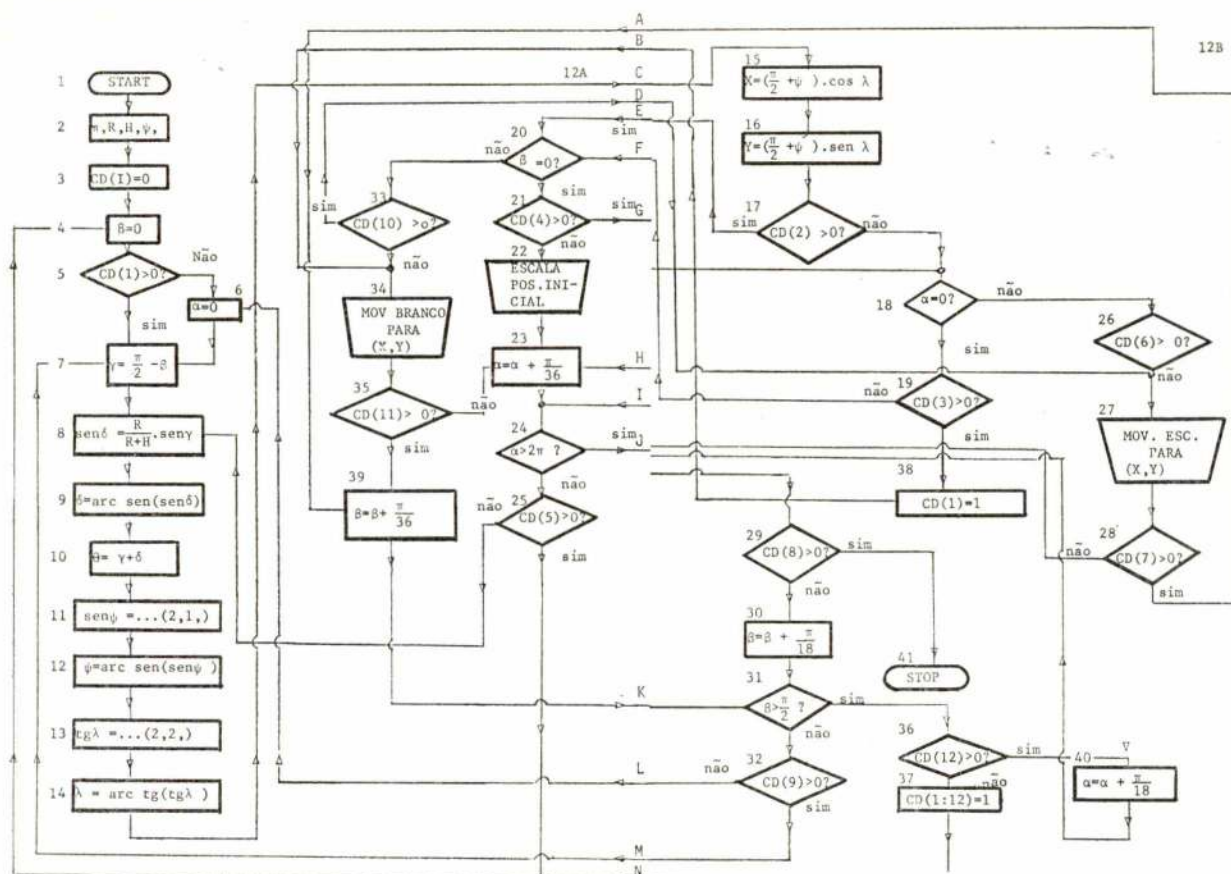 A
B
12B
1
START
12A
C
15
X=(π/2 +ψ ).cos λ
2
π,R,H,ψ,
D
E
sim
20
não
β =0?
F
16
Y=(π/2 +ψ ).sen λ
3
CD(I)=0
sim
33
CD(10) >o?
não
sim
21
CD(4)>0?
sim
G
não
17
sim
CD(2) >0?
não
4
β=0
Não
5
CD(1)>0?
6
α=0
sim
22
ESCALA
POS.INI-
CIAL
34
MOV BRANCO
PARA
(X,Y)
18
α=0?
não
sim
26
CD(6)> 0?
não
7
γ= π/2 -β
23
α=α + π/36
H
35
CD(11)> 0?
não
sim
I
não
19
CD(3)>0?
sim
27
MOV. ESC.
PARA
(X,Y)
8
senδ = R/R+H .senγ
24
α>2π ?
sim
J
não
38
CD(1)=1
39
β=β+ π/36
não
25
CD(5)>0?
sim
9
δ=arc sen(senδ)
29
CD(8)>0?
sim
não
não
28
CD(7)>0?
sim
10
θ= γ+δ
11
senψ =...(2,1,)
30
β=β + π/18
12
ψ=arc sen(senψ )
31
K
β>π/2 ?
sim
não
41
STOP
13
tgλ =...(2,2,)
36
CD(12)>0?
sim
não
L
não
32
CD(9)>0?
sim
37
CD(1:12)=1
40
α=α + π/18
14
λ = arc tg(tgλ )
M
N